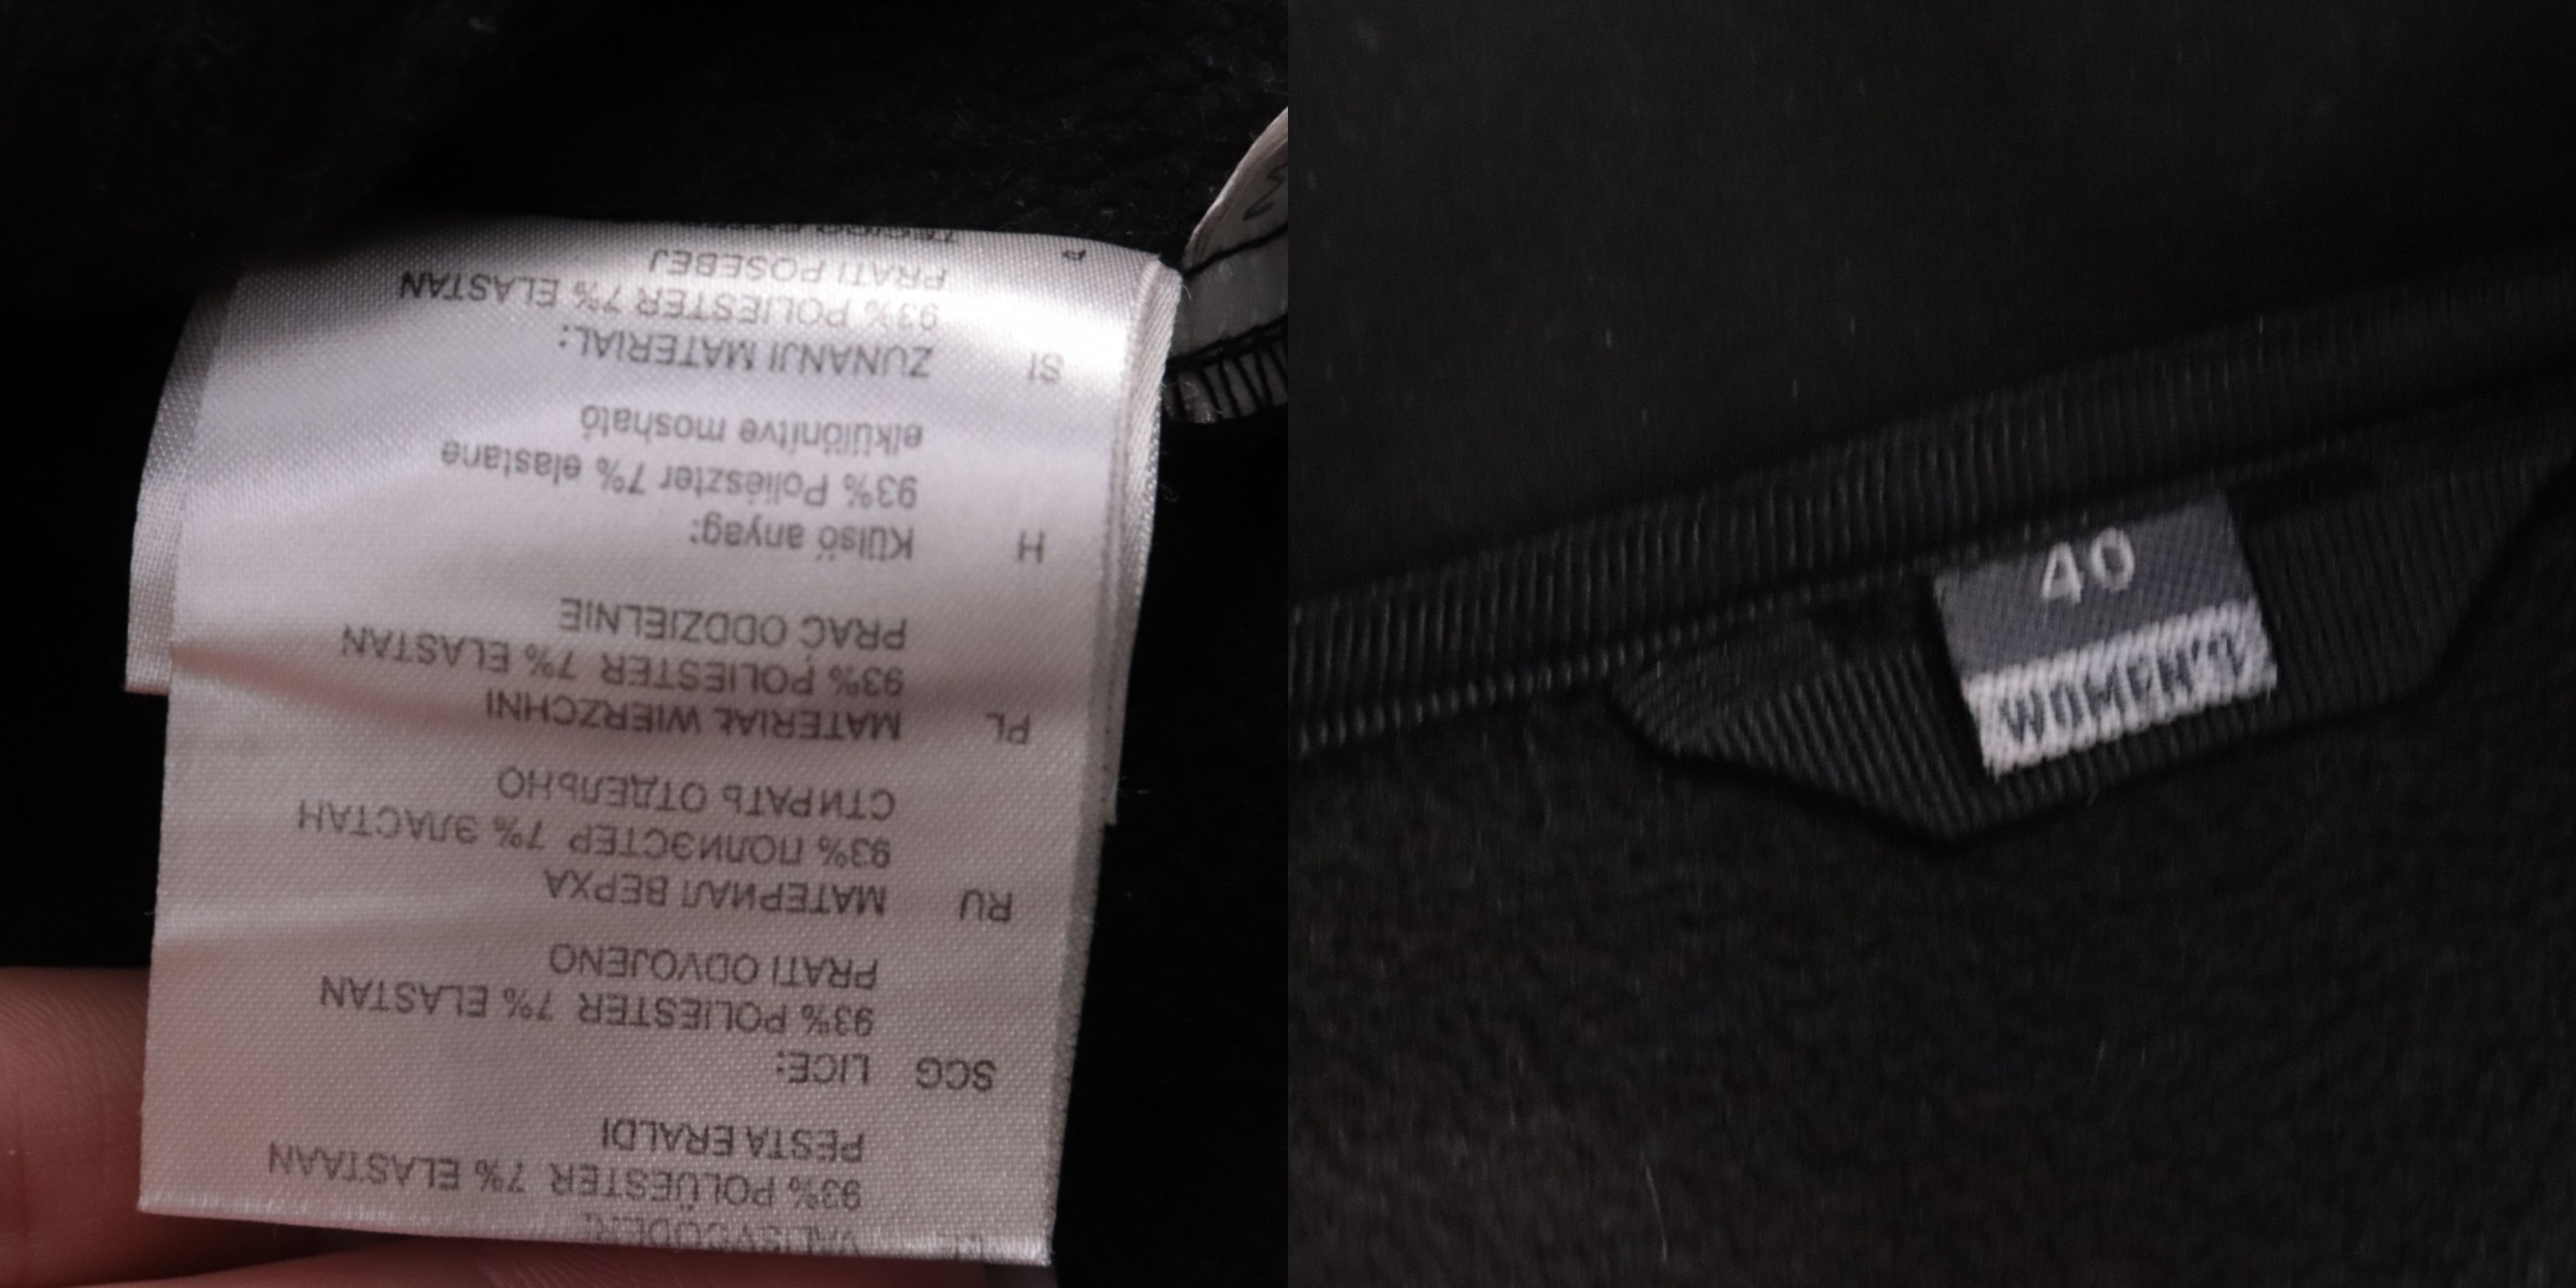 93% POLÜESTER 7% ELASTAAN
PESTA ERALDI
SCG LICE:
93% POLIESTER 7% ELASTAN
PRATI ODVOJENO
RU МАТЕРИАЛ ВЕРХА
93% ПОЛИЭСТЕР 7% ЭЛАСТАН
СТИРАТЬ ОТДЕЛЬНО
PL MATERIAŁ WIERZCHNI
93% POLIESTER 7% ELASTAN
PRAĆ ODDZIELNIE
H Külső anyag:
93% Poliészter 7% elastane
elkülönítve mosható
SI ZUNANJI MATERIAL:
93% POLIESTER 7% ELASTAN
PRATI POSEBEJ
P
40
WOMEN'S